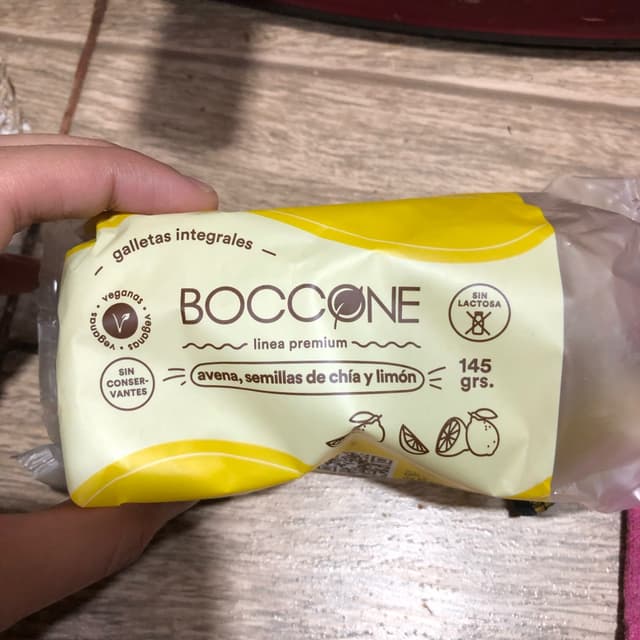 galletas integrales
veganas • veganas • veganas •
V
BOCCONE
linea premium
SIN
LACTOSA
SIN
CONSER-
VANTES
avena, semillas de chía y limón
145
grs.